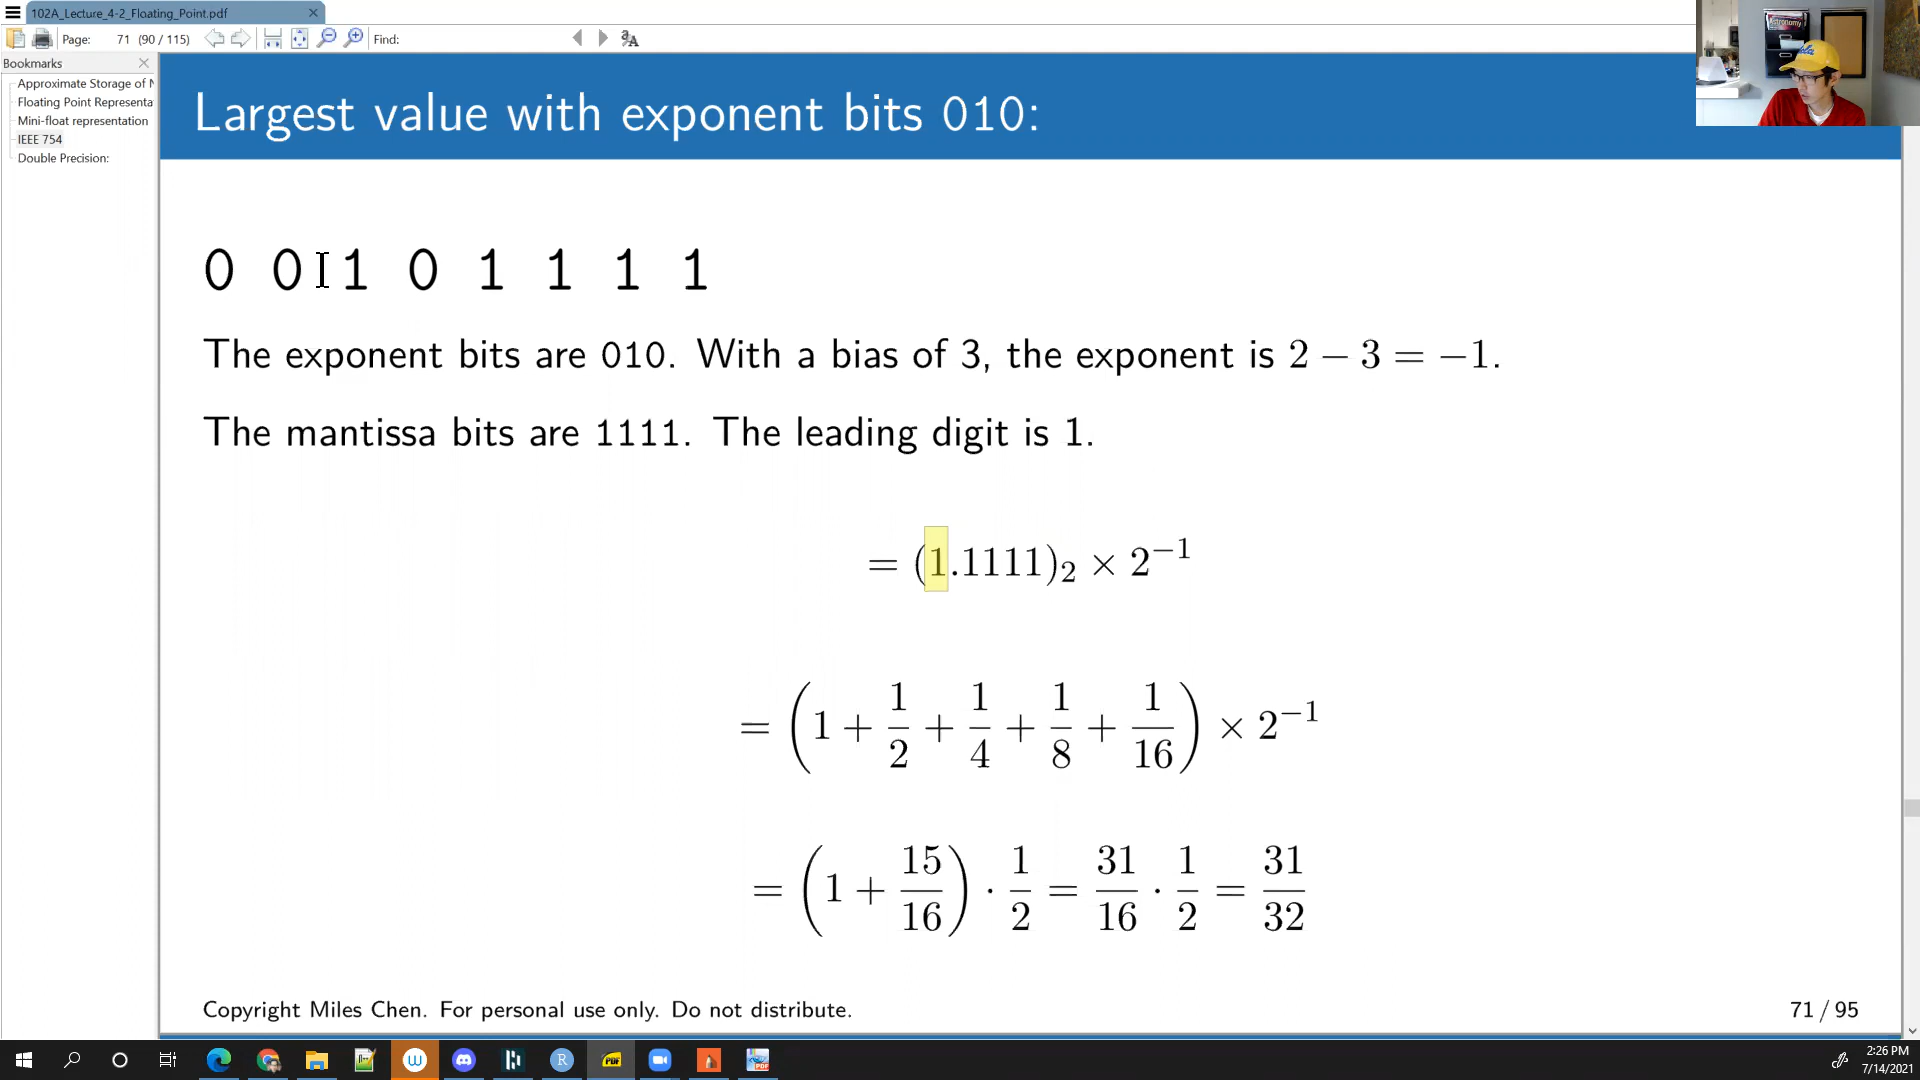 102A_Lecture_4-2_Floating_Point.pdf
Page: 71 (90 / 115) Find:
Bookmarks
Approximate Storage of N
Floating Point Representa
Mini-float representation
IEEE 754
Double Precision:
Largest value with exponent bits 010:
0 0 1 0 1 1 1 1
The exponent bits are 010. With a bias of 3, the exponent is 2 − 3 = −1.
The mantissa bits are 1111. The leading digit is 1.
= (1.1111)₂ × 2⁻¹
= (1 + 1/2 + 1/4 + 1/8 + 1/16) × 2⁻¹
= (1 + 15/16) · 1/2 = 31/16 · 1/2 = 31/32
Copyright Miles Chen. For personal use only. Do not distribute.
71 / 95
2:26 PM
7/14/2021